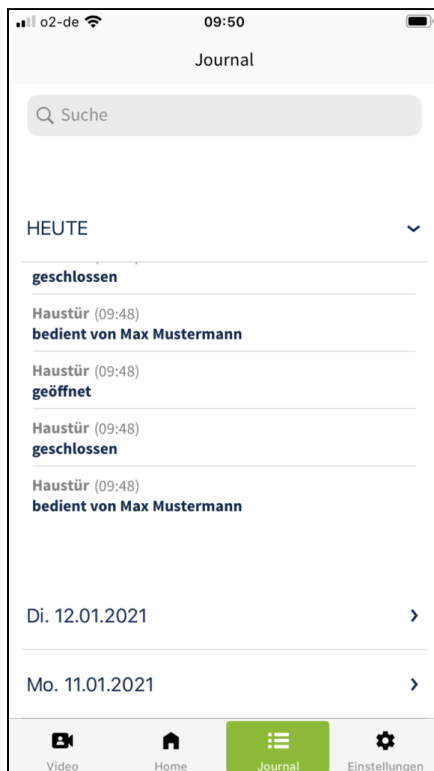 o2-de 09:50
Journal
Suche
HEUTE
geschlossen
Haustür (09:48)
bedient von Max Mustermann
Haustür (09:48)
geöffnet
Haustür (09:48)
geschlossen
Haustür (09:48)
bedient von Max Mustermann
Di. 12.01.2021
Mo. 11.01.2021
Video Home Journal Einstellungen